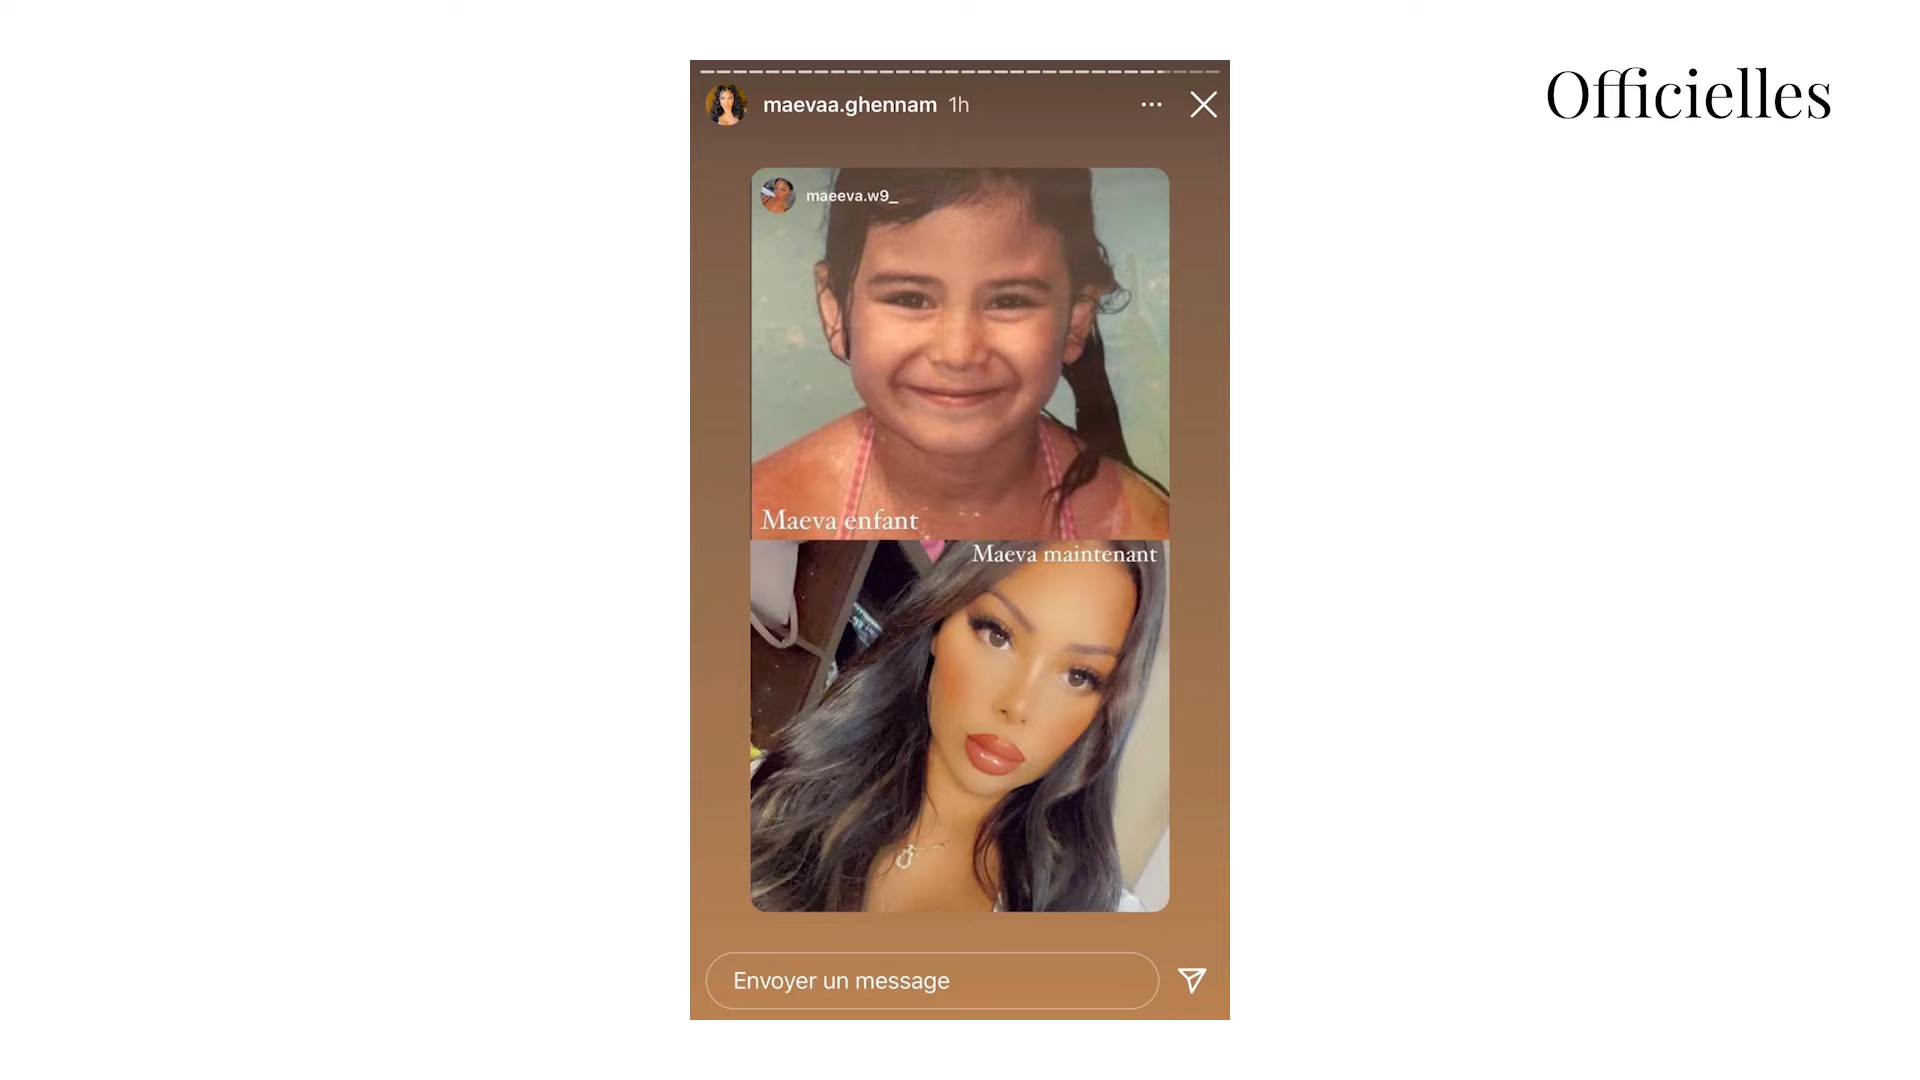 Officielles
maevaa.ghennam 1h
maeeva.w9_
Maeva enfant
Maeva maintenant
Envoyer un message